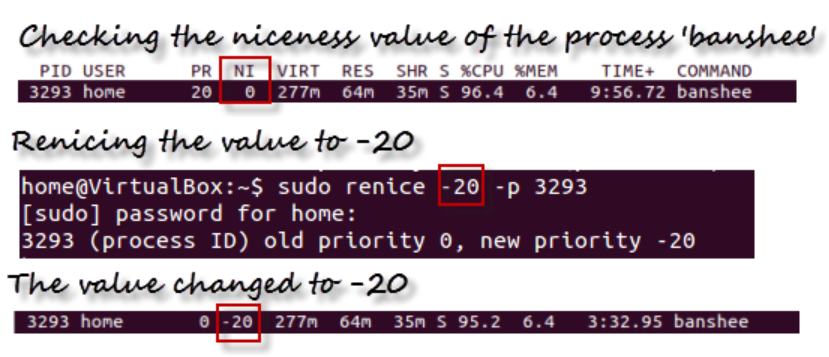 Checking the niceness value of the process 'banshee'
PID USER PR NI VIRT RES SHR S %CPU %MEM TIME+ COMMAND
3293 home 20 0 277m 64m 35m S 96.4 6.4 9:56.72 banshee
Renicing the value to -20
home@VirtualBox:~$ sudo renice -20 -p 3293
[sudo] password for home:
3293 (process ID) old priority 0, new priority -20
The value changed to -20
3293 home 0 -20 277m 64m 35m S 95.2 6.4 3:32.95 banshee